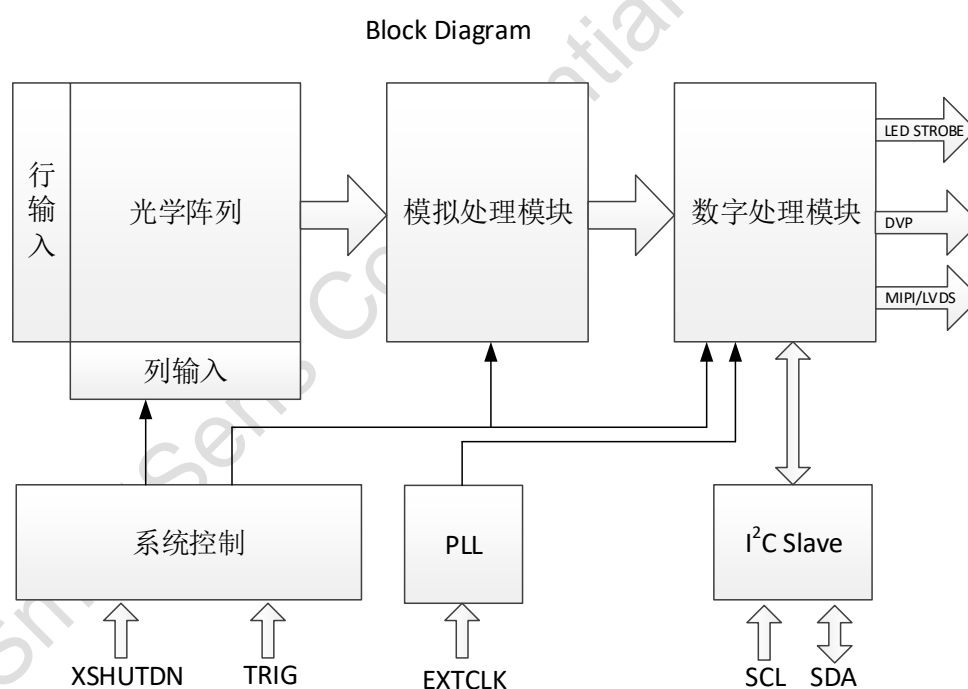 Block Diagram
行输入
光学阵列
模拟处理模块
数字处理模块
LED STROBE
DVP
MIPI/LVDS
列输入
系统控制
PLL
I²C Slave
XSHUTDN
TRIG
EXTCLK
SCL
SDA